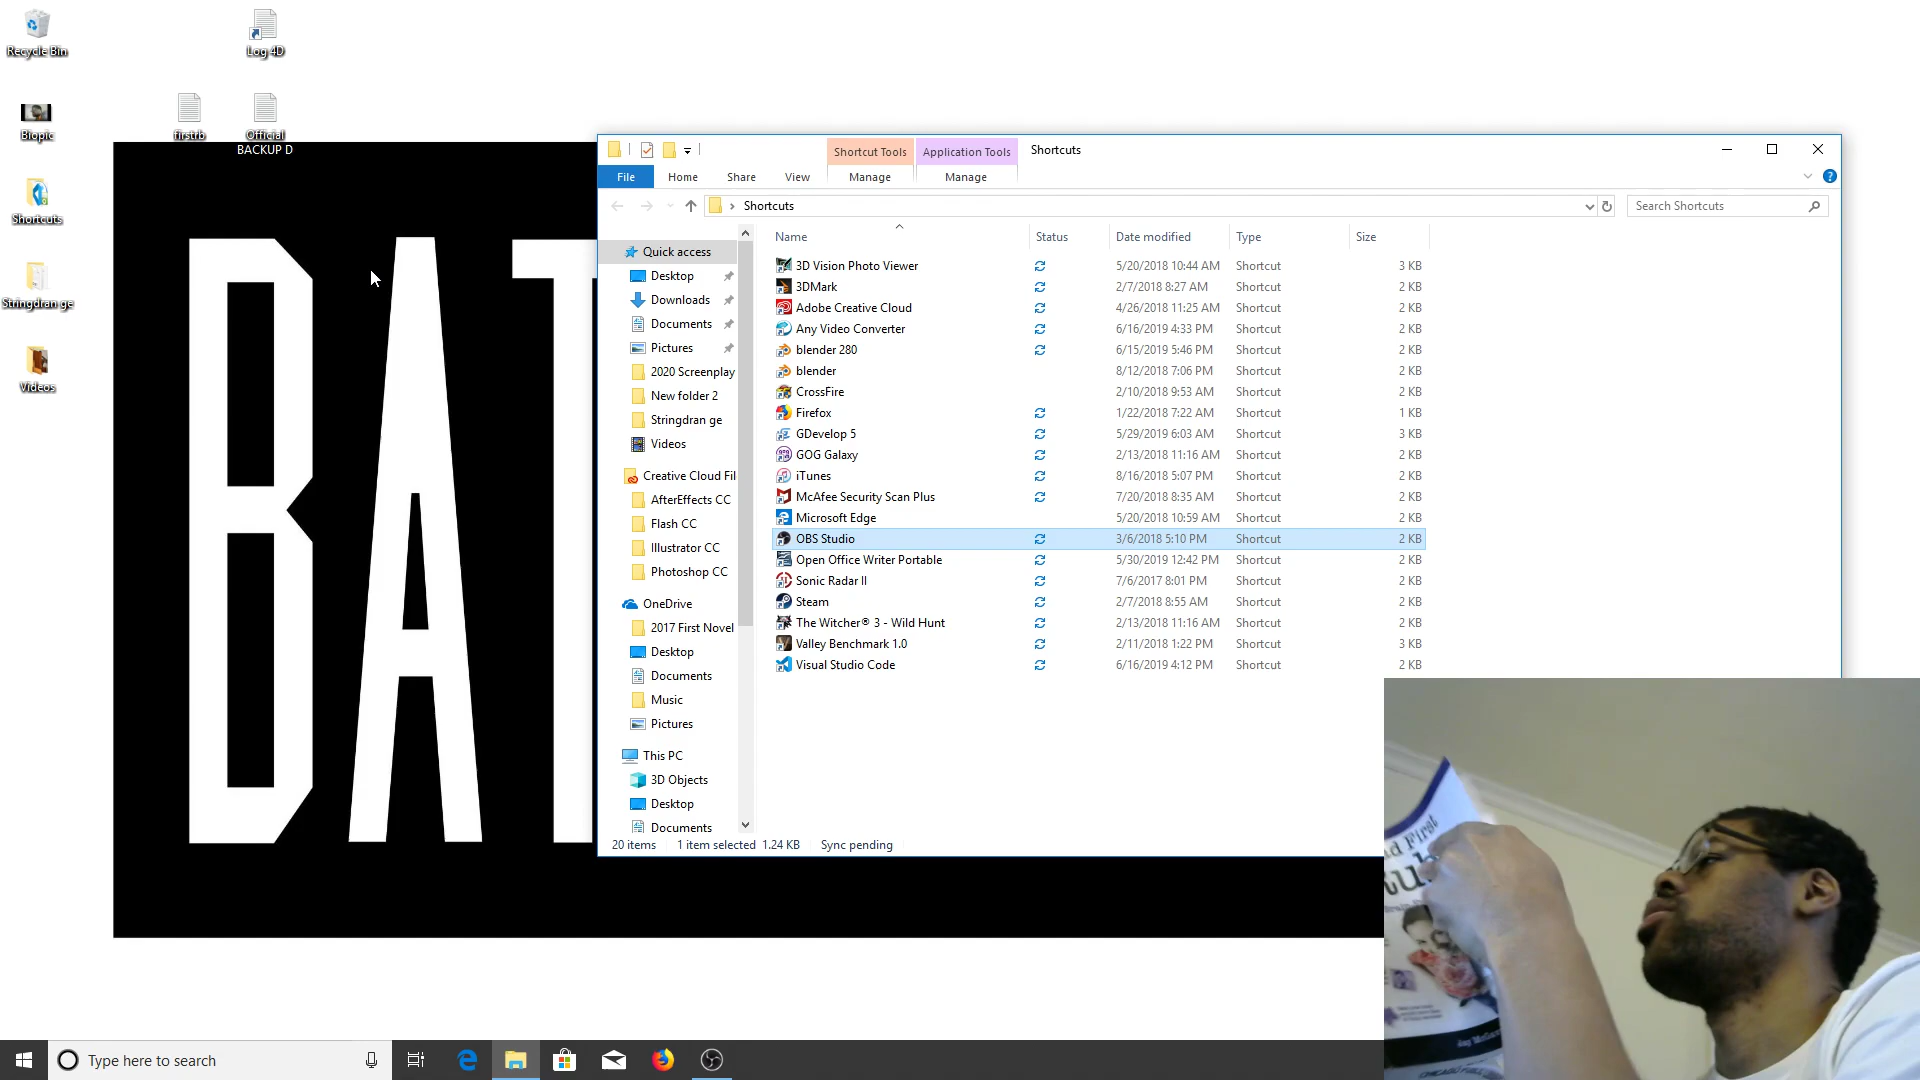 Recycle Bin
Log 4D
Biopic
firstrb
Official
BACKUP D
Shortcuts
Stringdran ge
Videos
BAT
Shortcut Tools
Application Tools
Shortcuts
File
Home
Share
View
Manage
Manage
Shortcuts
Search Shortcuts
Quick access
Desktop
Downloads
Documents
Pictures
2020 Screenplay
New folder 2
Stringdran ge
Videos
Creative Cloud Fil
AfterEffects CC
Flash CC
Illustrator CC
Photoshop CC
OneDrive
2017 First Novel
Desktop
Documents
Music
Pictures
This PC
3D Objects
Desktop
Documents
Name Status Date modified Type Size
3D Vision Photo Viewer 5/20/2018 10:44 AM Shortcut 3 KB
3DMark 2/7/2018 8:27 AM Shortcut 2 KB
Adobe Creative Cloud 4/26/2018 11:25 AM Shortcut 2 KB
Any Video Converter 6/16/2019 4:33 PM Shortcut 2 KB
blender 280 6/15/2019 5:46 PM Shortcut 2 KB
blender 8/12/2018 7:06 PM Shortcut 2 KB
CrossFire 2/10/2018 9:53 AM Shortcut 2 KB
Firefox 1/22/2018 7:22 AM Shortcut 1 KB
GDevelop 5 5/29/2019 6:03 AM Shortcut 3 KB
GOG Galaxy 2/13/2018 11:16 AM Shortcut 2 KB
iTunes 8/16/2018 5:07 PM Shortcut 2 KB
McAfee Security Scan Plus 7/20/2018 8:35 AM Shortcut 2 KB
Microsoft Edge 5/20/2018 10:59 AM Shortcut 2 KB
OBS Studio 3/6/2018 5:10 PM Shortcut 2 KB
Open Office Writer Portable 5/30/2019 12:42 PM Shortcut 2 KB
Sonic Radar II 7/6/2017 8:01 PM Shortcut 2 KB
Steam 2/7/2018 8:55 AM Shortcut 2 KB
The Witcher® 3 - Wild Hunt 2/13/2018 11:16 AM Shortcut 2 KB
Valley Benchmark 1.0 2/11/2018 1:22 PM Shortcut 3 KB
Visual Studio Code 6/16/2019 4:12 PM Shortcut 2 KB
20 items 1 item selected 1.24 KB Sync pending
First
Type here to search